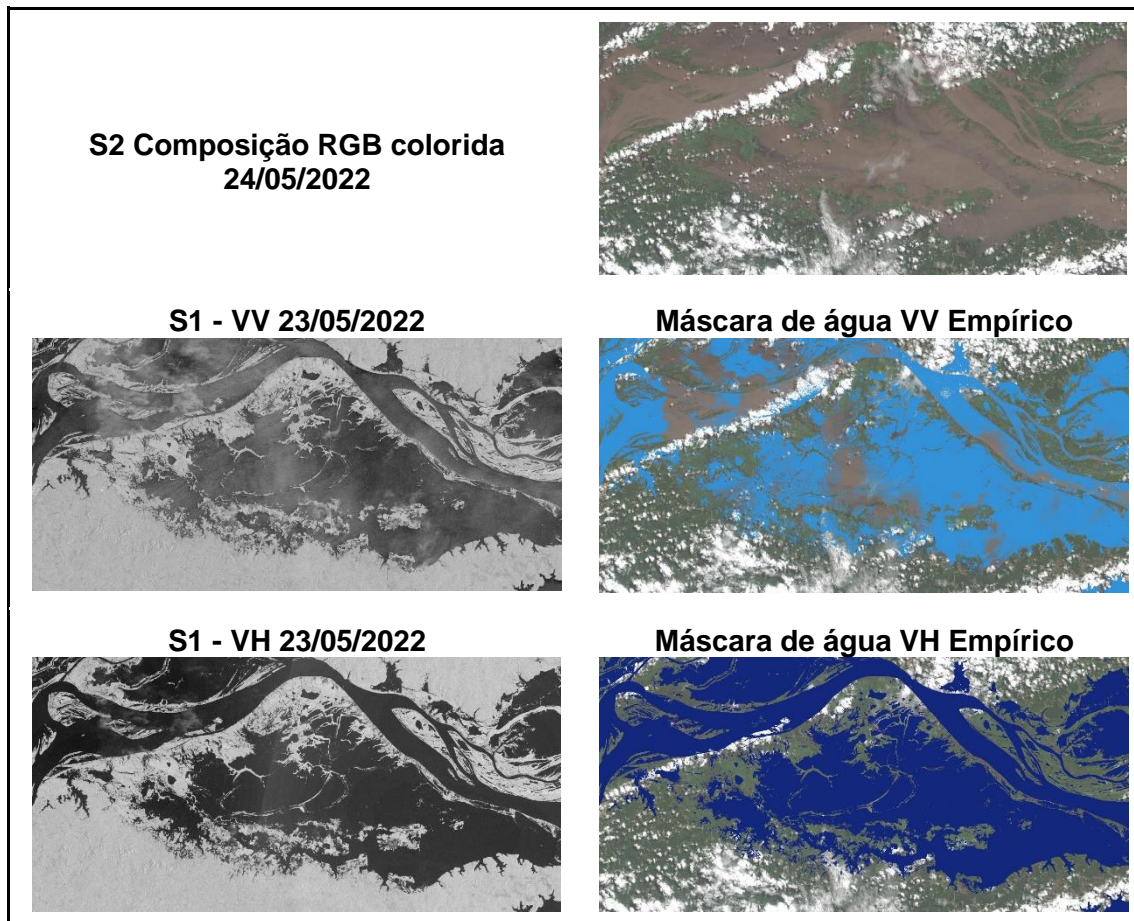 S2 Composição RGB colorida
24/05/2022
S1 - VV 23/05/2022
Máscara de água VV Empírico
S1 - VH 23/05/2022
Máscara de água VH Empírico